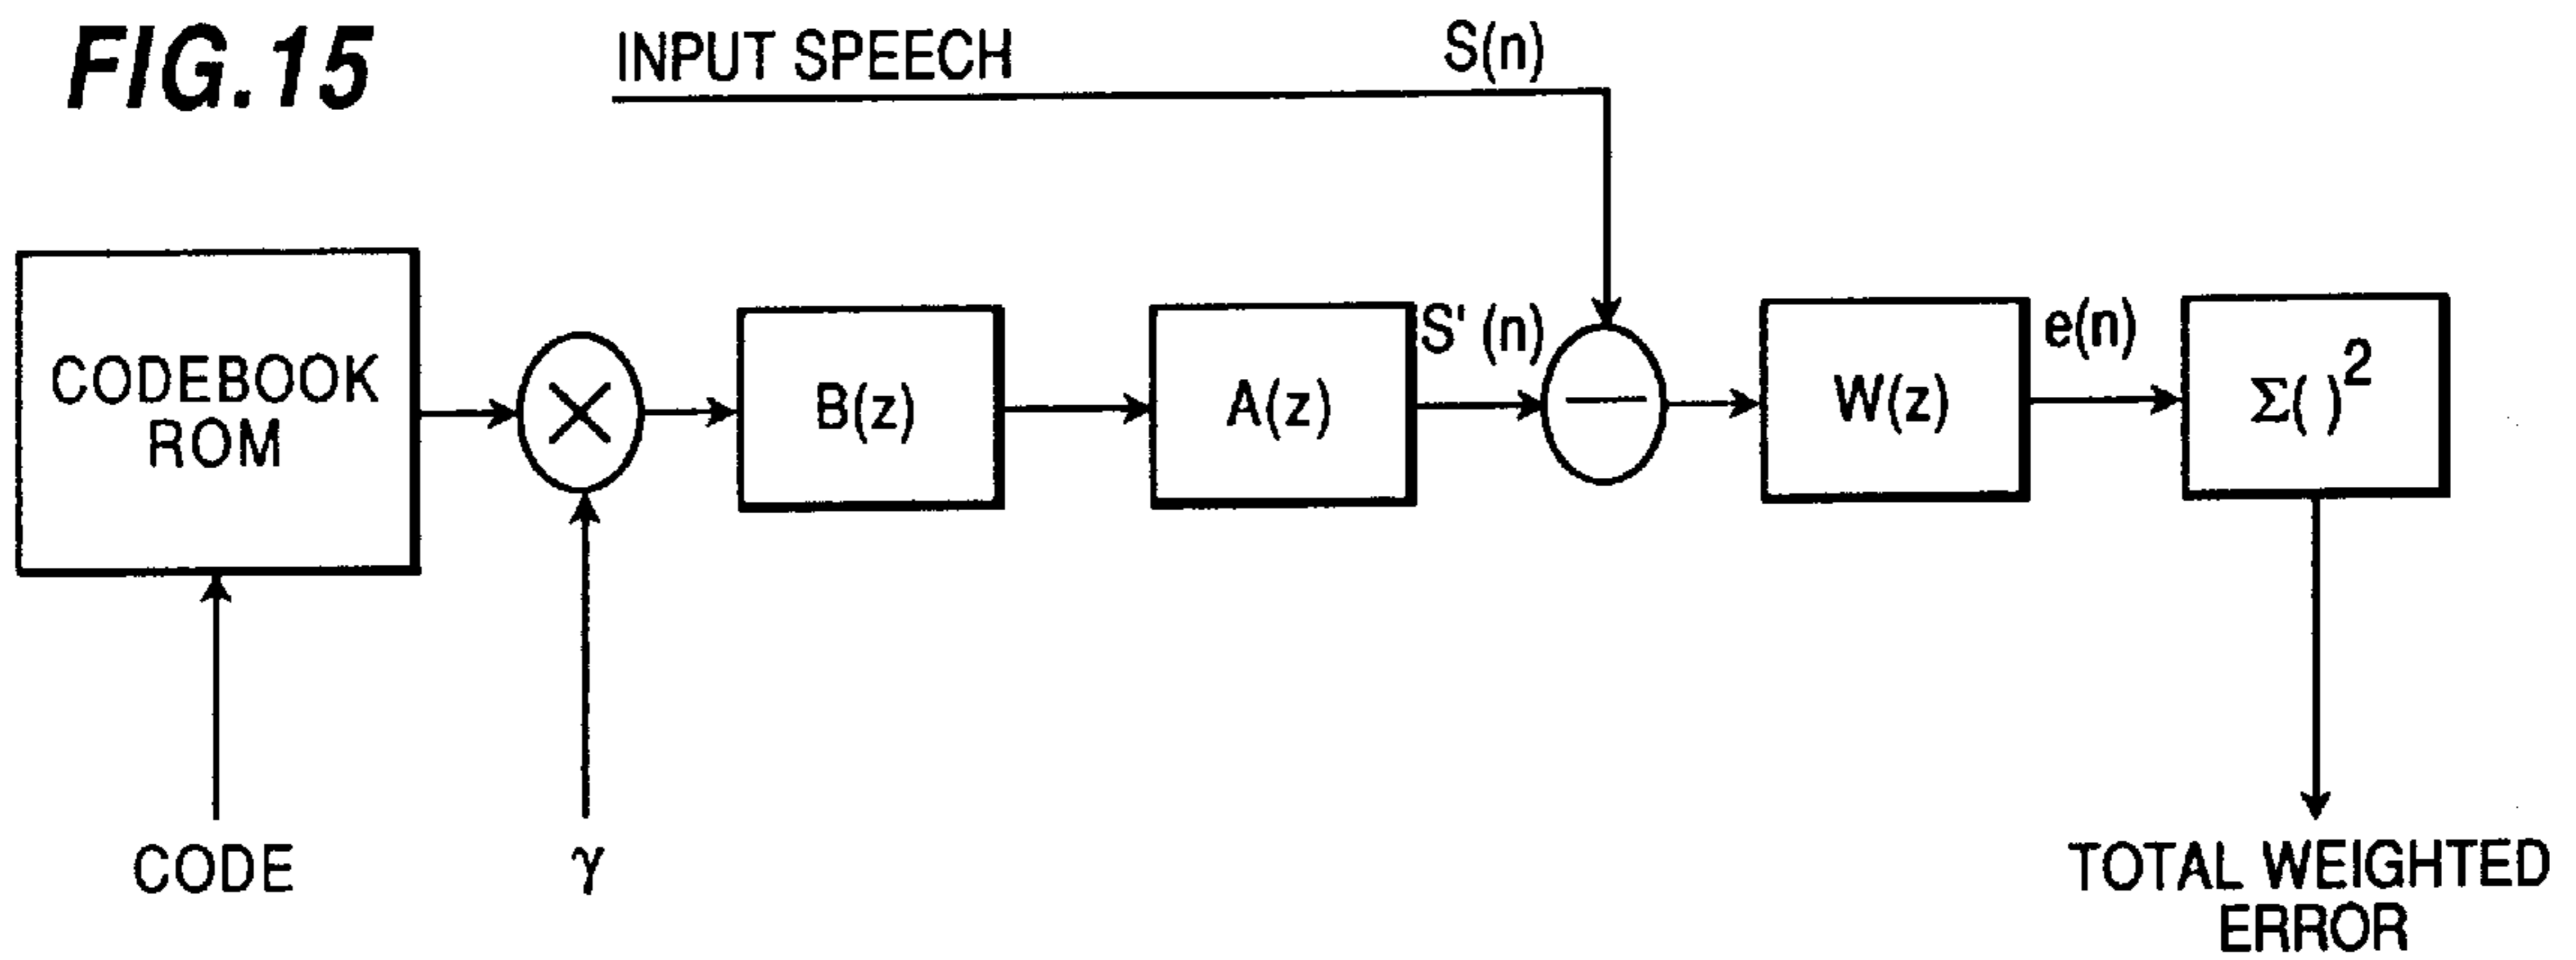 FIG.15
INPUT SPEECH
S(n)
CODEBOOK
ROM
×
B(z)
A(z)
S' (n)
—
W(z)
e(n)
Σ( )²
CODE
γ
TOTAL WEIGHTED
ERROR